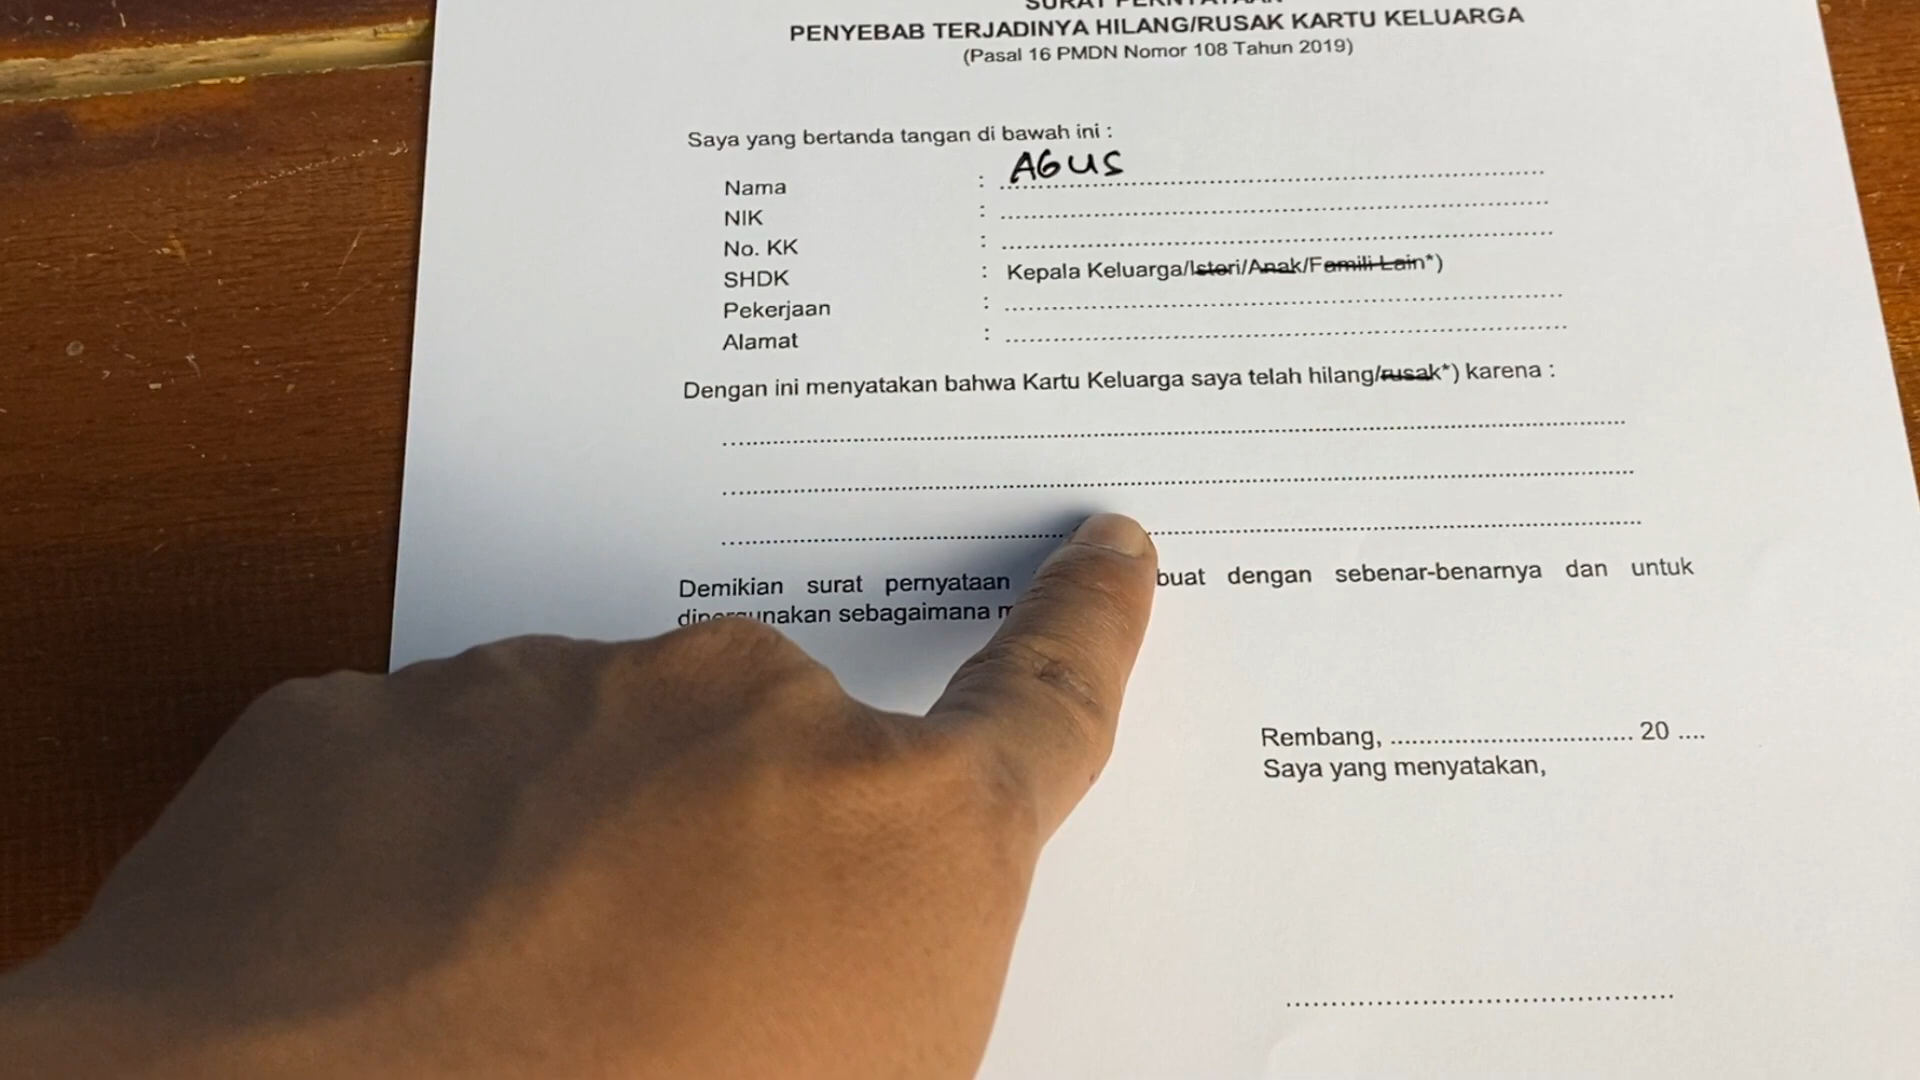 SURAT PERNYATAAN
PENYEBAB TERJADINYA HILANG/RUSAK KARTU KELUARGA
(Pasal 16 PMDN Nomor 108 Tahun 2019)
Saya yang bertanda tangan di bawah ini :
Nama : AGUS
NIK :
No. KK :
SHDK : Kepala Keluarga/Isteri/Anak/Famili Lain*)
Pekerjaan :
Alamat :
Dengan ini menyatakan bahwa Kartu Keluarga saya telah hilang/rusak*) karena :
Demikian surat pernyataan buat dengan sebenar-benarnya dan untuk
dipergunakan sebagaimana
Rembang, .................................. 20 ....
Saya yang menyatakan,